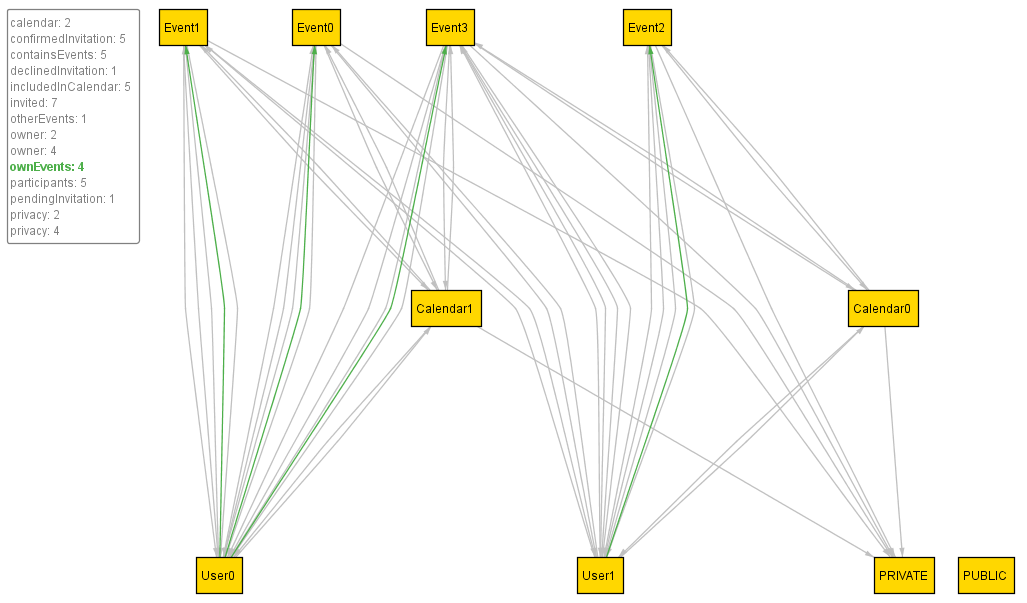 calendar: 2
confirmedInvitation: 5
containsEvents: 5
declinedInvitation: 1
includedInCalendar: 5
invited: 7
otherEvents: 1
owner: 2
owner: 4
ownEvents: 4
participants: 5
pendingInvitation: 1
privacy: 2
privacy: 4
Event1
Event0
Event3
Event2
Calendar1
Calendar0
User0
User1
PRIVATE
PUBLIC